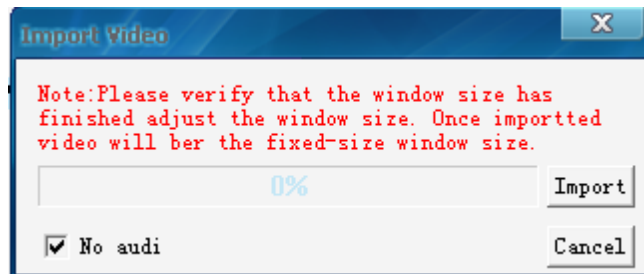 Import Video
X
Note:Please verify that the window size has
finished adjust the window size. Once importted
video will ber the fixed-size window size.
0%
Import
No audi
Cancel